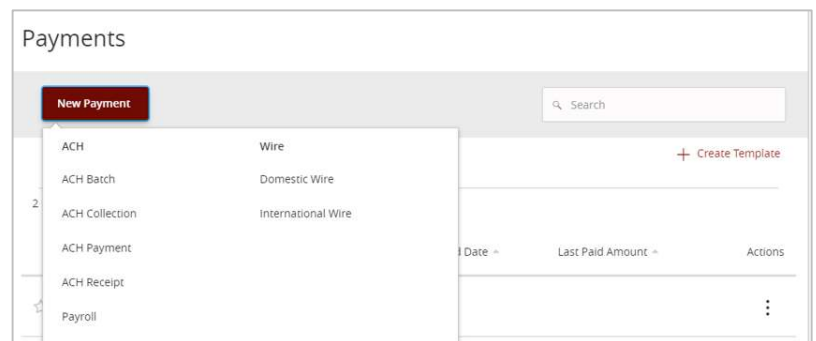 Payments
New Payment
Search
ACH
Wire
Create Template
ACH Batch
Domestic Wire
2
ACH Collection
International Wire
ACH Payment
Date
Last Paid Amount
Actions
ACH Receipt
Payroll